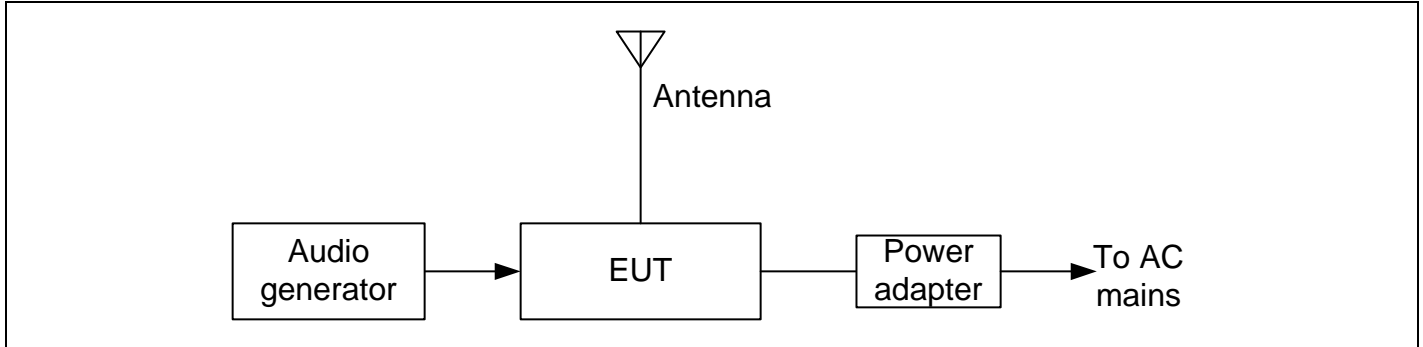 Antenna
Audio
generator
EUT
Power
adapter
To AC
mains